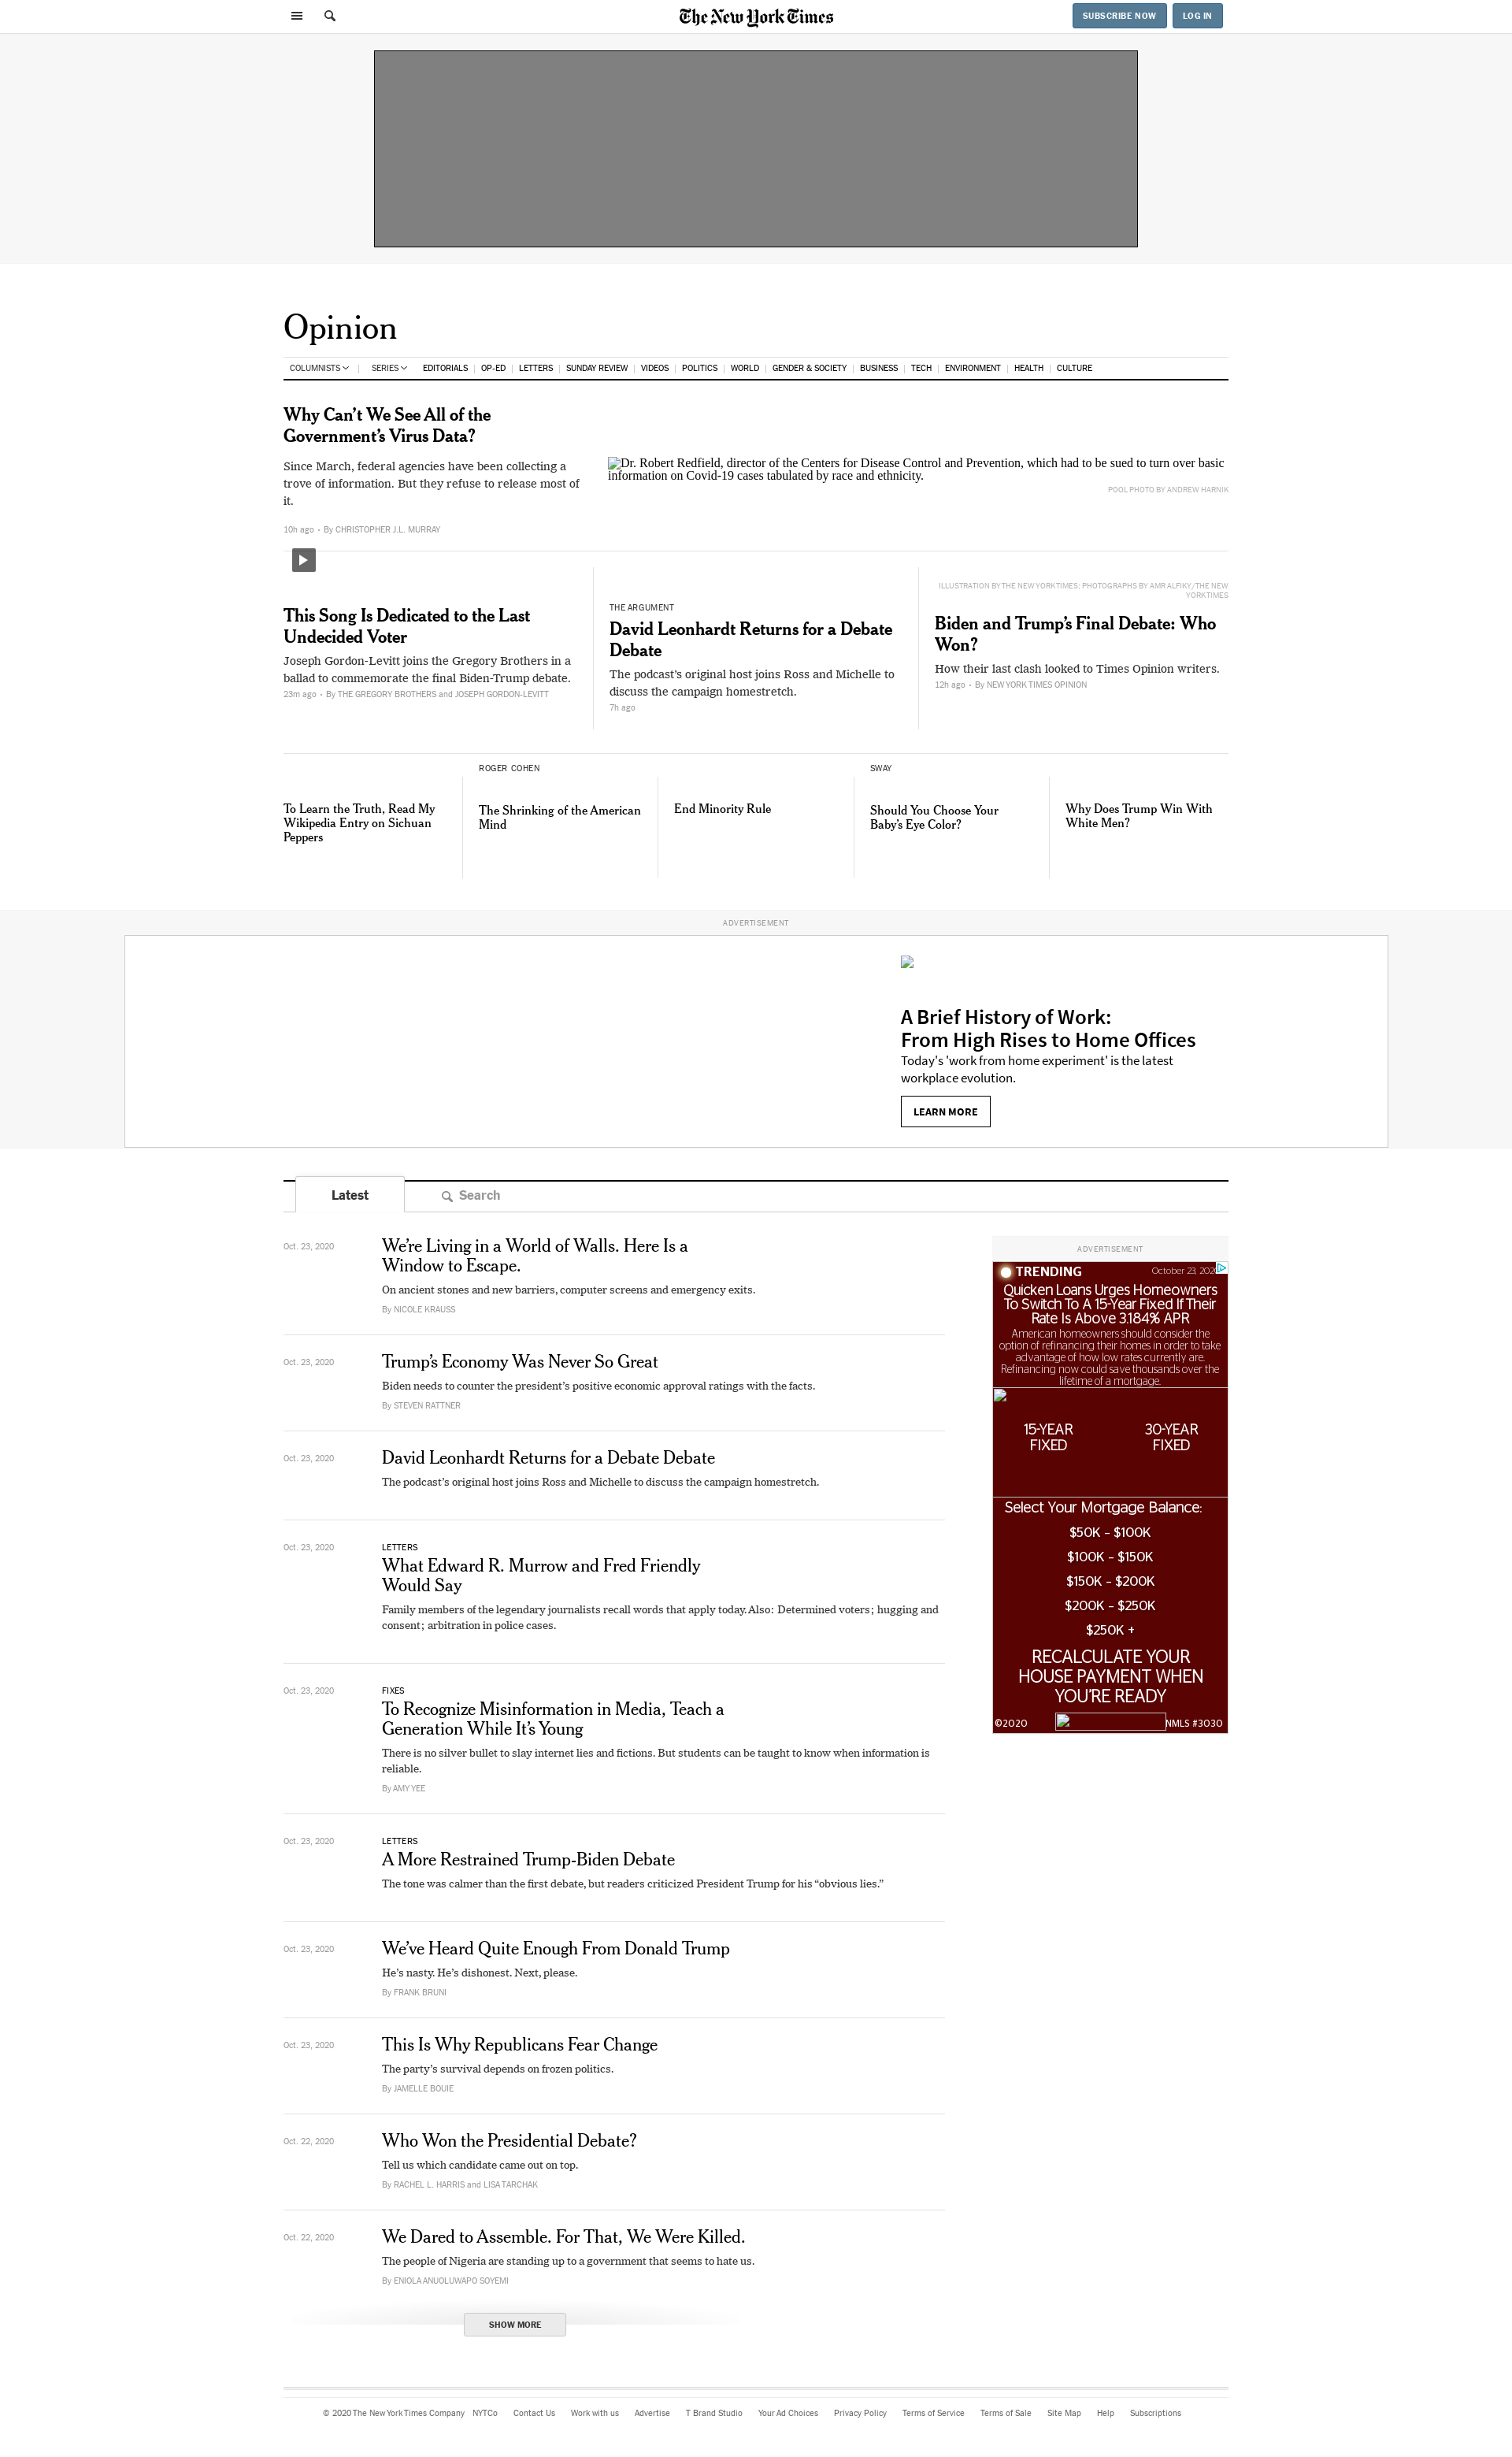 The New York Times
SUBSCRIBE NOW
LOG IN
Opinion
COLUMNISTS
SERIES
EDITORIALS
OP-ED
LETTERS
SUNDAY REVIEW
VIDEOS
POLITICS
WORLD
GENDER & SOCIETY
BUSINESS
TECH
ENVIRONMENT
HEALTH
CULTURE
Why Can’t We See All of the
Government’s Virus Data?
Since March, federal agencies have been collecting a
trove of information. But they refuse to release most of
it.
10h ago • By CHRISTOPHER J.L. MURRAY
Dr. Robert Redfield, director of the Centers for Disease Control and Prevention, which had to be sued to turn over basic
information on Covid-19 cases tabulated by race and ethnicity.
POOL PHOTO BY ANDREW HARNIK
This Song Is Dedicated to the Last
Undecided Voter
Joseph Gordon-Levitt joins the Gregory Brothers in a
ballad to commemorate the final Biden-Trump debate.
23m ago • By THE GREGORY BROTHERS and JOSEPH GORDON-LEVITT
THE ARGUMENT
David Leonhardt Returns for a Debate
Debate
The podcast’s original host joins Ross and Michelle to
discuss the campaign homestretch.
7h ago
ILLUSTRATION BY THE NEW YORK TIMES; PHOTOGRAPHS BY AMR ALFIKY/THE NEW
YORK TIMES
Biden and Trump’s Final Debate: Who
Won?
How their last clash looked to Times Opinion writers.
12h ago • By NEW YORK TIMES OPINION
To Learn the Truth, Read My
Wikipedia Entry on Sichuan
Peppers
ROGER COHEN
The Shrinking of the American
Mind
End Minority Rule
SWAY
Should You Choose Your
Baby’s Eye Color?
Why Does Trump Win With
White Men?
ADVERTISEMENT
A Brief History of Work:
From High Rises to Home Offices
Today's 'work from home experiment' is the latest
workplace evolution.
LEARN MORE
Latest
Search
Oct. 23, 2020
We’re Living in a World of Walls. Here Is a
Window to Escape.
On ancient stones and new barriers, computer screens and emergency exits.
By NICOLE KRAUSS
Oct. 23, 2020
Trump’s Economy Was Never So Great
Biden needs to counter the president’s positive economic approval ratings with the facts.
By STEVEN RATTNER
Oct. 23, 2020
David Leonhardt Returns for a Debate Debate
The podcast’s original host joins Ross and Michelle to discuss the campaign homestretch.
Oct. 23, 2020
LETTERS
What Edward R. Murrow and Fred Friendly
Would Say
Family members of the legendary journalists recall words that apply today. Also: Determined voters; hugging and
consent; arbitration in police cases.
Oct. 23, 2020
FIXES
To Recognize Misinformation in Media, Teach a
Generation While It’s Young
There is no silver bullet to slay internet lies and fictions. But students can be taught to know when information is
reliable.
By AMY YEE
Oct. 23, 2020
LETTERS
A More Restrained Trump-Biden Debate
The tone was calmer than the first debate, but readers criticized President Trump for his “obvious lies.”
Oct. 23, 2020
We’ve Heard Quite Enough From Donald Trump
He’s nasty. He’s dishonest. Next, please.
By FRANK BRUNI
Oct. 23, 2020
This Is Why Republicans Fear Change
The party’s survival depends on frozen politics.
By JAMELLE BOUIE
Oct. 22, 2020
Who Won the Presidential Debate?
Tell us which candidate came out on top.
By RACHEL L. HARRIS and LISA TARCHAK
Oct. 22, 2020
We Dared to Assemble. For That, We Were Killed.
The people of Nigeria are standing up to a government that seems to hate us.
By ENIOLA ANUOLUWAPO SOYEMI
SHOW MORE
ADVERTISEMENT
TRENDING
October 23, 2020
Quicken Loans Urges Homeowners
To Switch To A 15-Year Fixed If Their
Rate Is Above 3.184% APR
American homeowners should consider the
option of refinancing their homes in order to take
advantage of how low rates currently are.
Refinancing now could save thousands over the
lifetime of a mortgage.
15-YEAR
FIXED
30-YEAR
FIXED
Select Your Mortgage Balance:
$50K - $100K
$100K - $150K
$150K - $200K
$200K - $250K
$250K +
RECALCULATE YOUR
HOUSE PAYMENT WHEN
YOU'RE READY
©2020
NMLS #3030
© 2020 The New York Times Company
NYTCo
Contact Us
Work with us
Advertise
T Brand Studio
Your Ad Choices
Privacy Policy
Terms of Service
Terms of Sale
Site Map
Help
Subscriptions